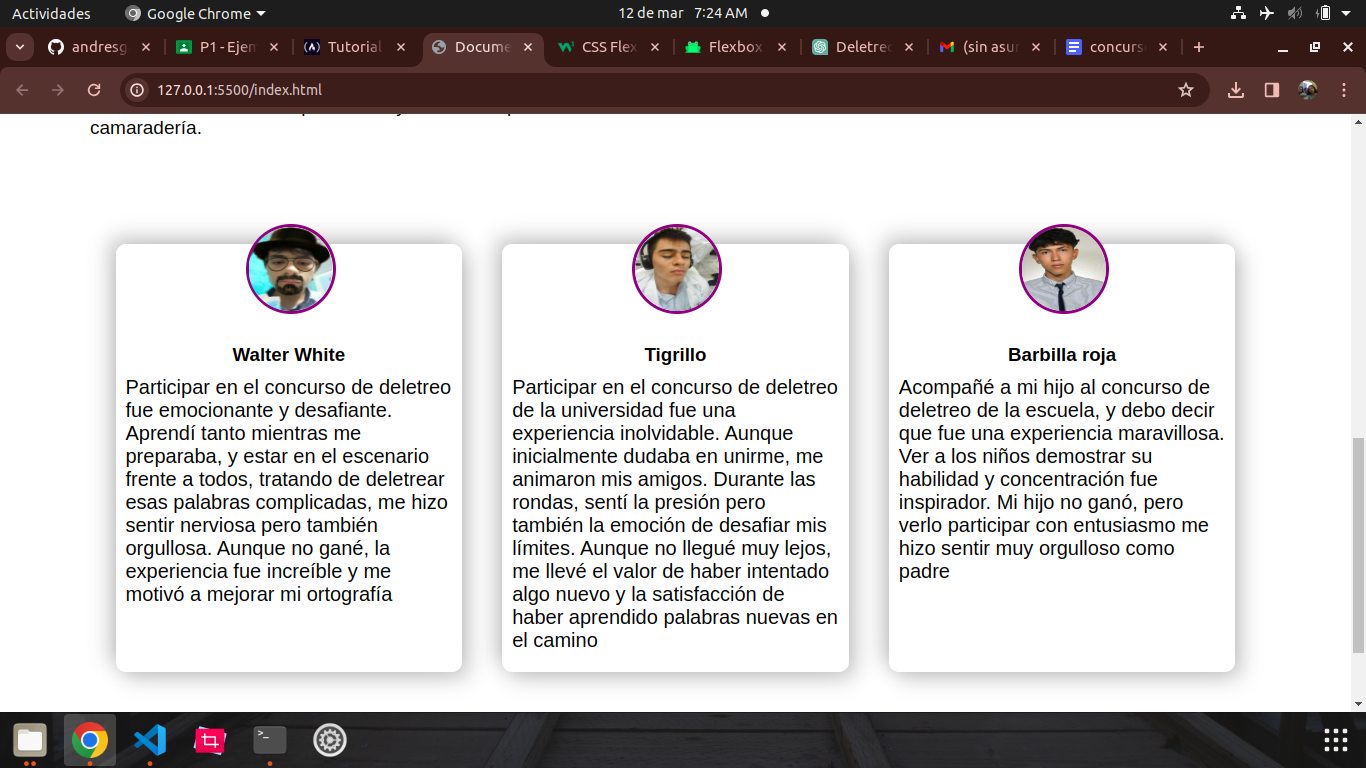 Actividades
Google Chrome
12 de mar 7:24 AM
andresg
P1 - Ejem
Tutorial
Docume
CSS Flex
Flexbox
Deletreo
(sin asun
concurs
127.0.0.1:5500/index.html
camaradería.
Walter White
Participar en el concurso de deletreo
fue emocionante y desafiante.
Aprendí tanto mientras me
preparaba, y estar en el escenario
frente a todos, tratando de deletrear
esas palabras complicadas, me hizo
sentir nerviosa pero también
orgullosa. Aunque no gané, la
experiencia fue increíble y me
motivó a mejorar mi ortografía
Tigrillo
Participar en el concurso de deletreo
de la universidad fue una
experiencia inolvidable. Aunque
inicialmente dudaba en unirme, me
animaron mis amigos. Durante las
rondas, sentí la presión pero
también la emoción de desafiar mis
límites. Aunque no llegué muy lejos,
me llevé el valor de haber intentado
algo nuevo y la satisfacción de
haber aprendido palabras nuevas en
el camino
Barbilla roja
Acompañé a mi hijo al concurso de
deletreo de la escuela, y debo decir
que fue una experiencia maravillosa.
Ver a los niños demostrar su
habilidad y concentración fue
inspirador. Mi hijo no ganó, pero
verlo participar con entusiasmo me
hizo sentir muy orgulloso como
padre